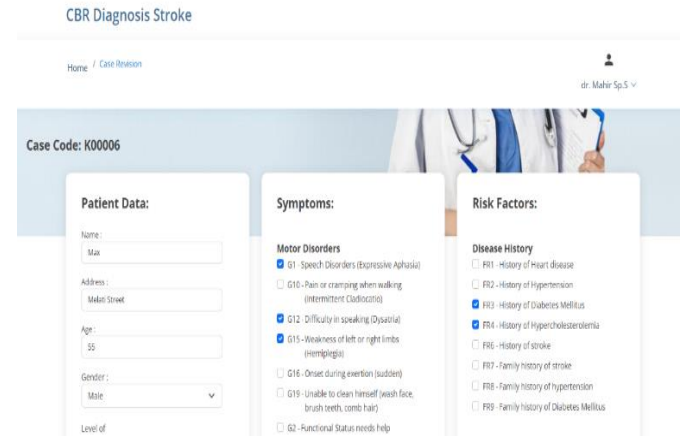 CBR Diagnosis Stroke
Home / Case Revision
dr. Mahir Sp.S
Case Code: K00006
Patient Data:
Name :
Max
Address :
Melati Street
Age :
55
Gender :
Male
Level of
Symptoms:
Motor Disorders
G1 - Speech Disorders (Expressive Aphasia)
G10 - Pain or cramping when walking
(Intermittent Cladiocatio)
G12 - Difficulty in speaking (Dysatria)
G15 - Weakness of left or right limbs
(Hemiplegia)
G16 - Onset during exertion (sudden)
G19 - Unable to clean himself (wash face,
brush teeth, comb hair)
G2 - Functional Status needs help
Risk Factors:
Disease History
FR1 - History of Heart disease
FR2 - History of Hypertension
FR3 - History of Diabetes Mellitus
FR4 - History of Hypercholesterolemia
FR6 - History of stroke
FR7 - Family history of stroke
FR8 - Family history of hypertension
FR9 - Family history of Diabetes Mellitus